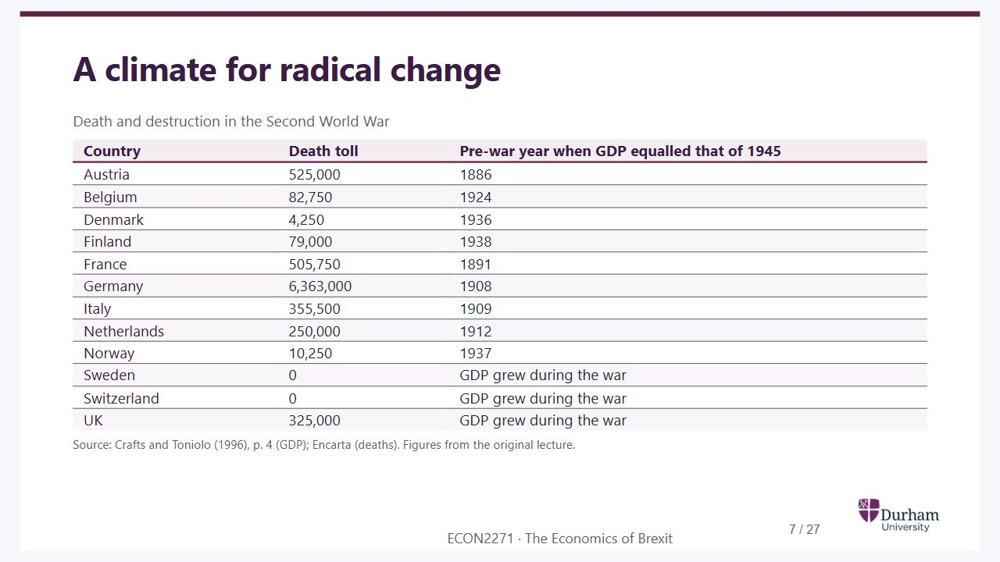 A climate for radical change
Death and destruction in the Second World War
Country Death toll Pre-war year when GDP equalled that of 1945
Austria 525,000 1886
Belgium 82,750 1924
Denmark 4,250 1936
Finland 79,000 1938
France 505,750 1891
Germany 6,363,000 1908
Italy 355,500 1909
Netherlands 250,000 1912
Norway 10,250 1937
Sweden 0 GDP grew during the war
Switzerland 0 GDP grew during the war
UK 325,000 GDP grew during the war
Source: Crafts and Toniolo (1996), p. 4 (GDP); Encarta (deaths). Figures from the original lecture.
ECON2271 · The Economics of Brexit
7 / 27
Durham
University